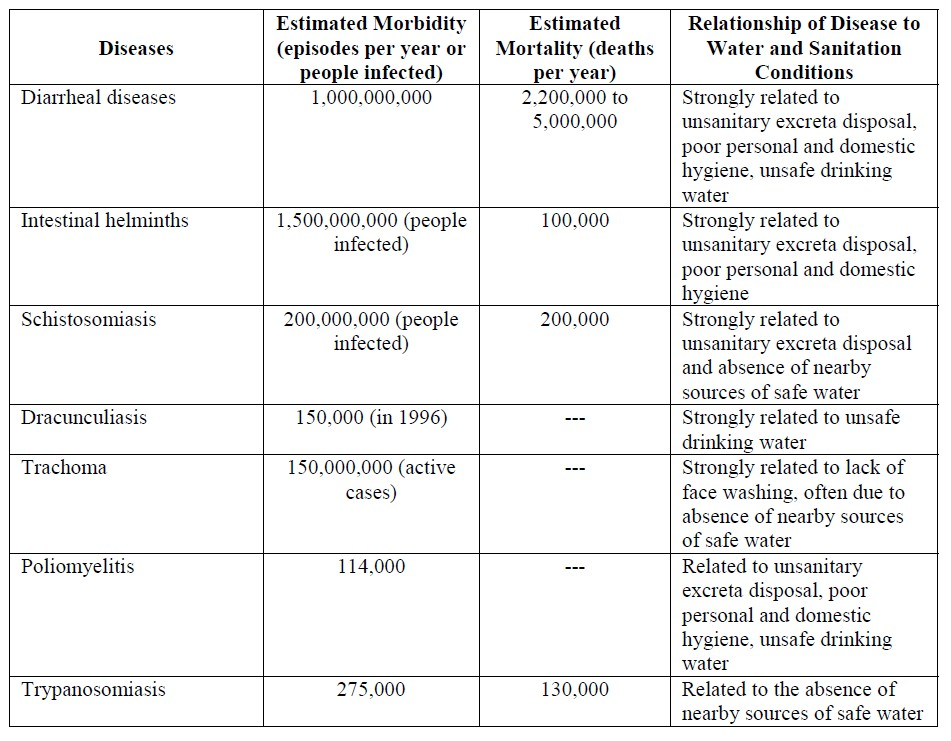 Diseases
Estimated Morbidity
(episodes per year or
people infected)
Estimated
Mortality (deaths
per year)
Relationship of Disease to
Water and Sanitation
Conditions
Diarrheal diseases
1,000,000,000
2,200,000 to
5,000,000
Strongly related to
unsanitary excreta disposal,
poor personal and domestic
hygiene, unsafe drinking
water
Intestinal helminths
1,500,000,000 (people
infected)
100,000
Strongly related to
unsanitary excreta disposal,
poor personal and domestic
hygiene
Schistosomiasis
200,000,000 (people
infected)
200,000
Strongly related to
unsanitary excreta disposal
and absence of nearby
sources of safe water
Dracunculiasis
150,000 (in 1996)
---
Strongly related to unsafe
drinking water
Trachoma
150,000,000 (active
cases)
---
Strongly related to lack of
face washing, often due to
absence of nearby sources
of safe water
Poliomyelitis
114,000
---
Related to unsanitary
excreta disposal, poor
personal and domestic
hygiene, unsafe drinking
water
Trypanosomiasis
275,000
130,000
Related to the absence of
nearby sources of safe water